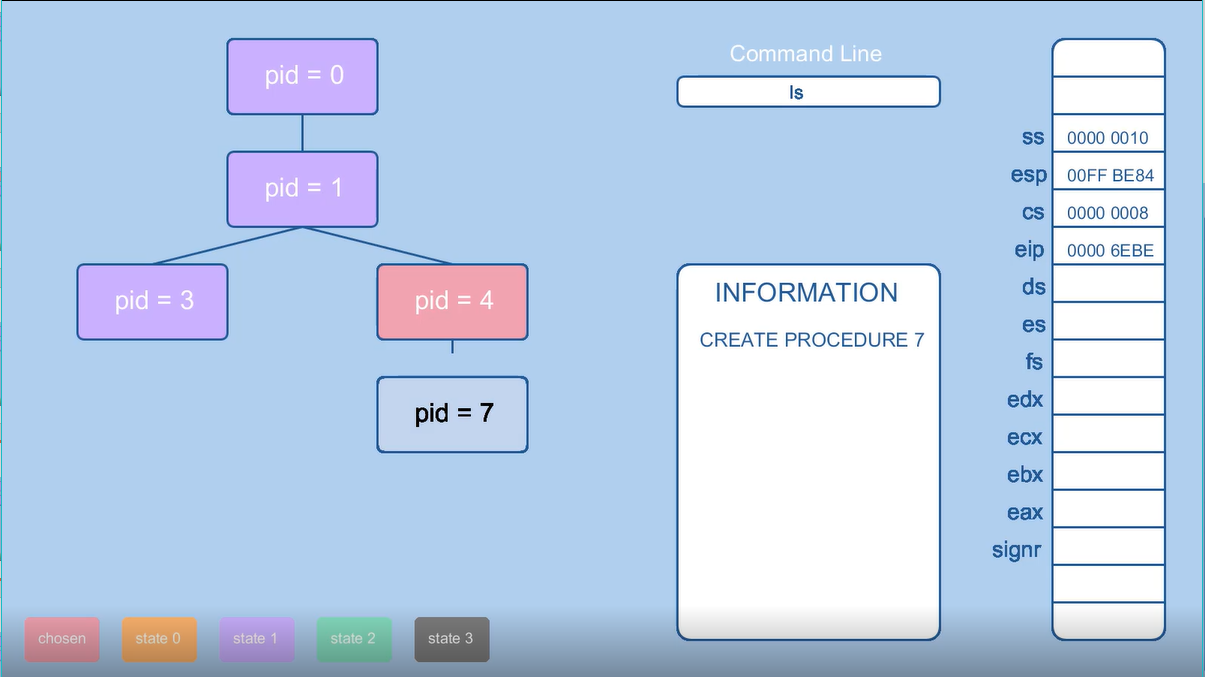 pid = 0
pid = 1
pid = 3
pid = 4
pid = 7
Command Line
ls
INFORMATION
CREATE PROCEDURE 7
ss 0000 0010
esp 00FF BE84
cs 0000 0008
eip 0000 6EBE
ds
es
fs
edx
ecx
ebx
eax
signr
chosen state 0 state 1 state 2 state 3